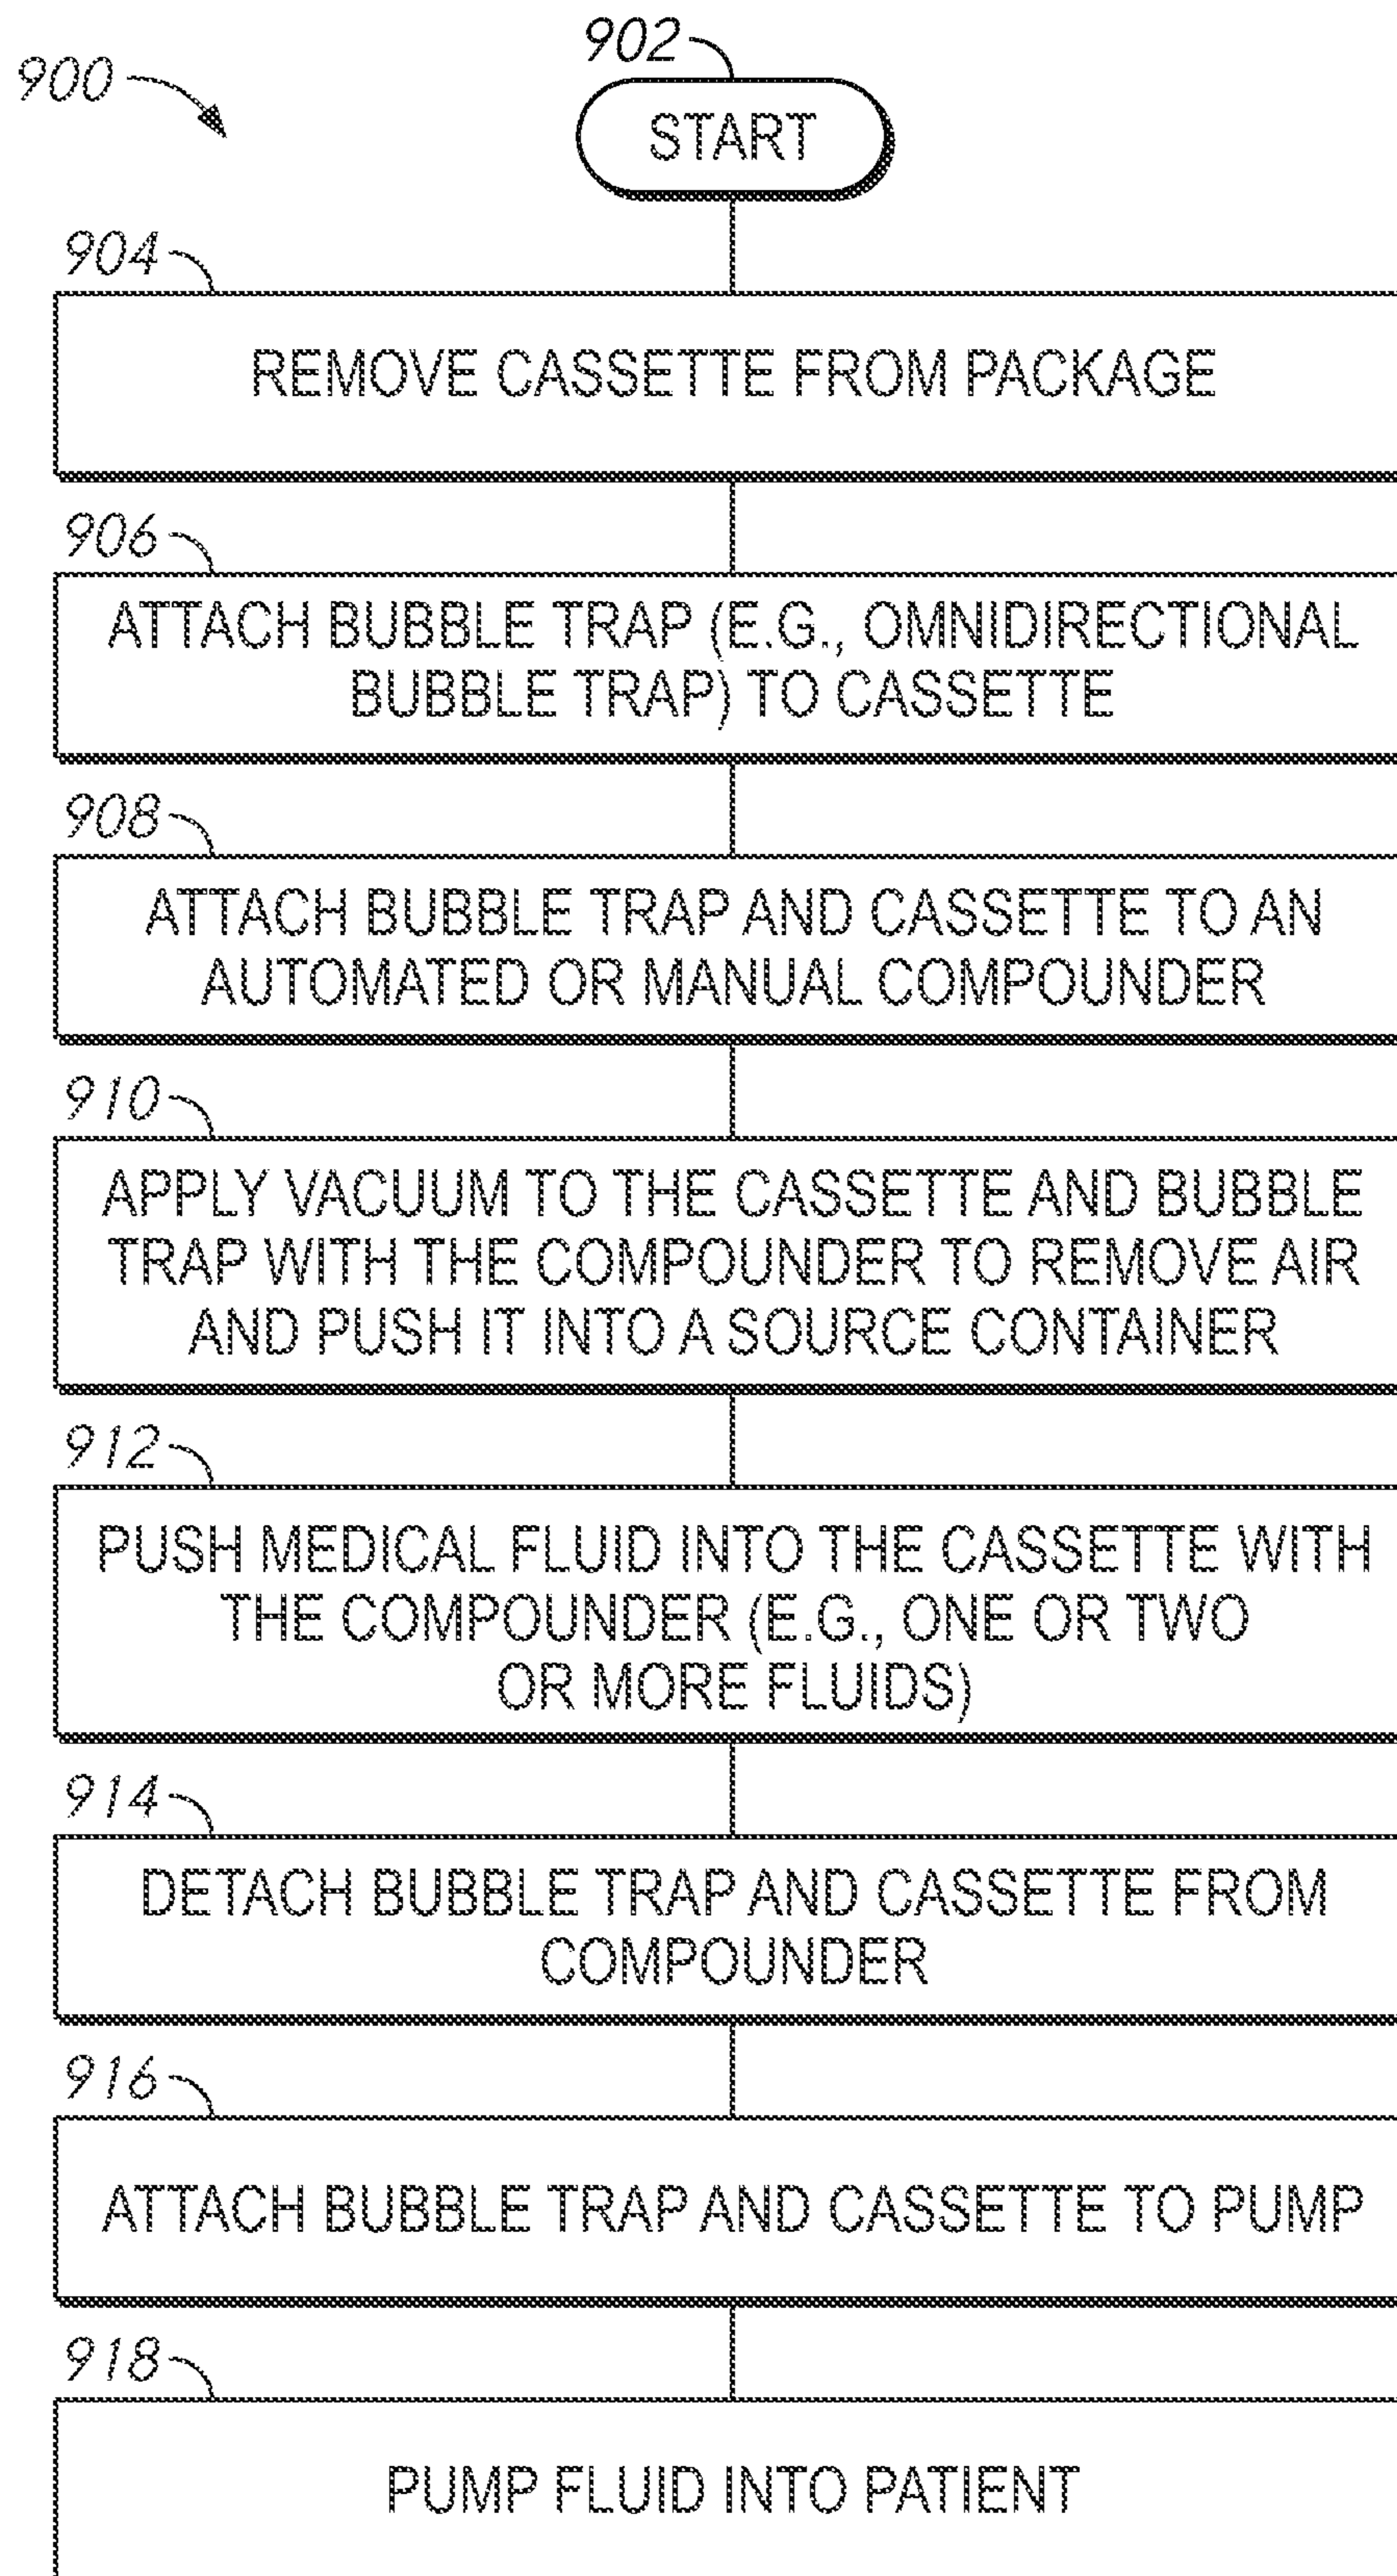 902
900
START
904
REMOVE CASSETTE FROM PACKAGE
906
ATTACH BUBBLE TRAP (E.G., OMNIDIRECTIONAL
BUBBLE TRAP) TO CASSETTE
908
ATTACH BUBBLE TRAP AND CASSETTE TO AN
AUTOMATED OR MANUAL COMPOUNDER
910
APPLY VACUUM TO THE CASSETTE AND BUBBLE
TRAP WITH THE COMPOUNDER TO REMOVE AIR
AND PUSH IT INTO A SOURCE CONTAINER
912
PUSH MEDICAL FLUID INTO THE CASSETTE WITH
THE COMPOUNDER (E.G., ONE OR TWO
OR MORE FLUIDS)
914
DETACH BUBBLE TRAP AND CASSETTE FROM
COMPOUNDER
916
ATTACH BUBBLE TRAP AND CASSETTE TO PUMP
918
PUMP FLUID INTO PATIENT